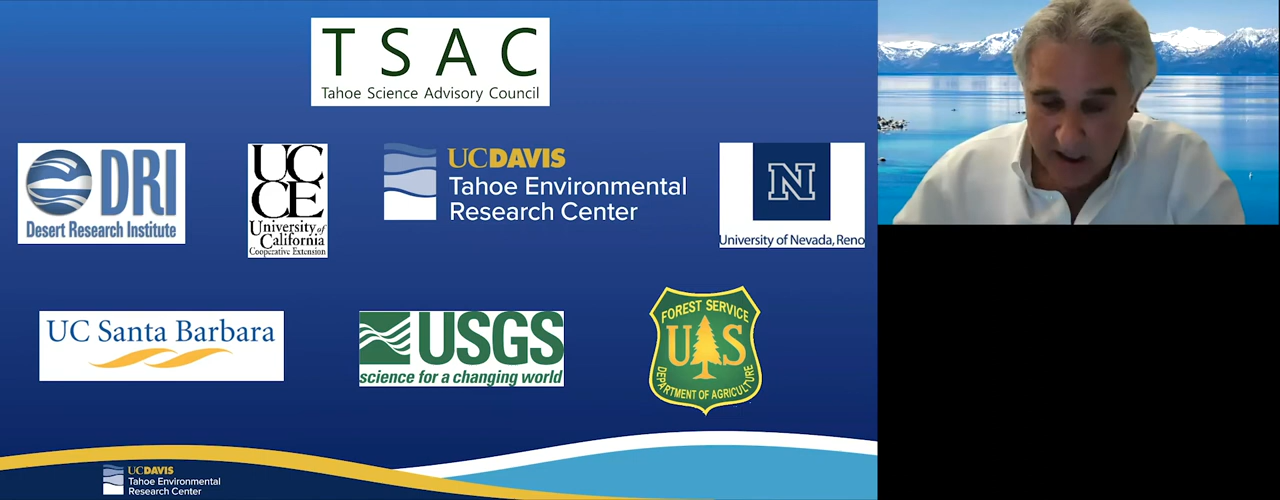 TSAC
Tahoe Science Advisory Council
DRI
Desert Research Institute
UC
CE
University of
California
Cooperative Extension
UCDAVIS
Tahoe Environmental
Research Center
N
University of Nevada, Reno
UC Santa Barbara
USGS
science for a changing world
FOREST SERVICE
U S
DEPARTMENT OF AGRICULTURE
UCDAVIS
Tahoe Environmental
Research Center